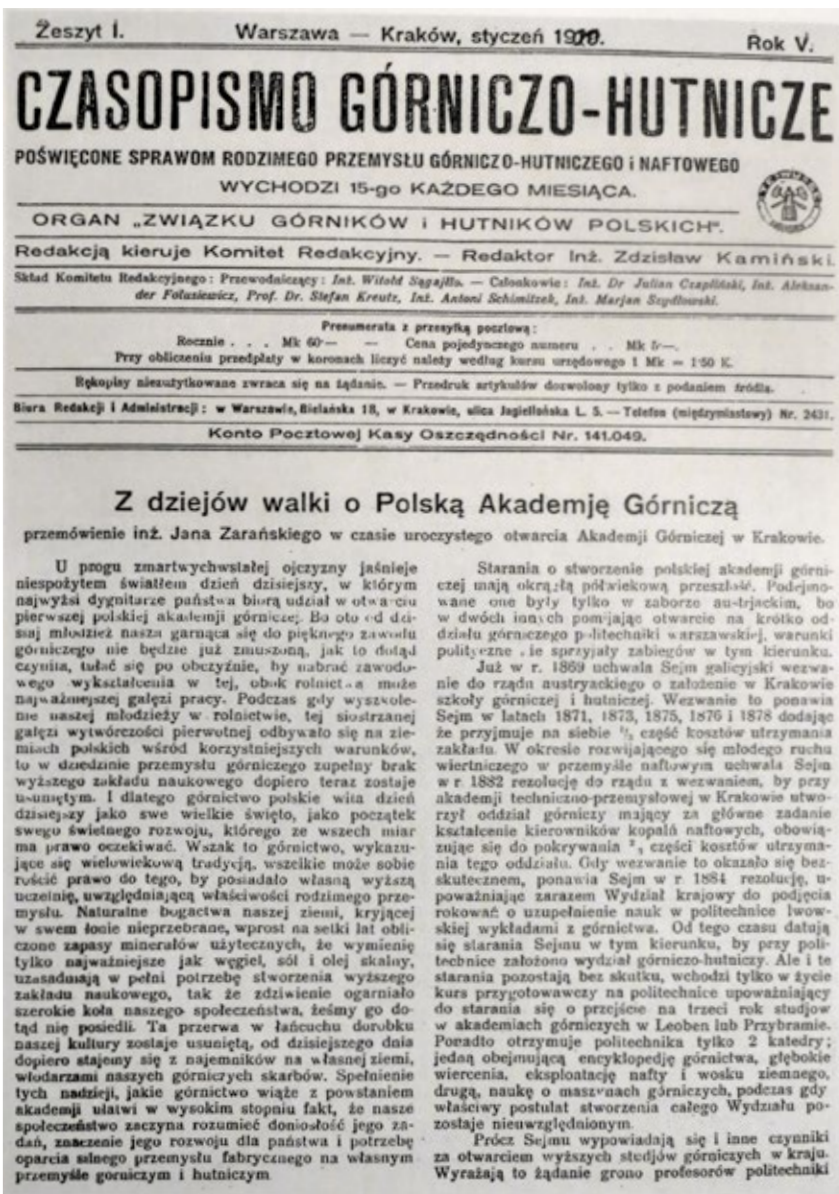 Zeszyt I.
Warszawa — Kraków, styczeń 1920.
Rok V.
CZASOPISMO GÓRNICZO-HUTNICZE
POŚWIĘCONE SPRAWOM RODZIMEGO PRZEMYSŁU GÓRNICZO-HUTNICZEGO i NAFTOWEGO
WYCHODZI 15-go KAŻDEGO MIESIĄCA.
ORGAN „ZWIĄZKU GÓRNIKÓW i HUTNIKÓW POLSKICH".
Redakcją kieruje Komitet Redakcyjny. — Redaktor Inż. Zdzisław Kamiński.
Skład Komitetu Redakcyjnego: Przewodniczący: Inż. Witold Sągajłło. — Członkowie: Inż. Dr Julian Czapliński, Inż. Aleksan-
der Folusiewicz, Prof. Dr. Stefan Kreutz, Inż. Antoni Schimitzek, Inż. Marjan Szydłowski.
Prenumerata z przesyłką pocztową:
Rocznie . . . Mk 60·— — Cena pojedynczego numeru . . Mk 5·—.
Przy obliczeniu przedpłaty w koronach liczyć należy według kursu urzędowego 1 Mk = 1·50 K.
Rękopisy niezużytkowane zwraca się na żądanie. — Przedruk artykułów dozwolony tylko z podaniem źródła.
Biura Redakcji i Administracji: w Warszawie, Bielańska 18, w Krakowie, ulica Jagiellońska L. 5. — Telefon (międzymiastowy) Nr. 2431.
Konto Pocztowej Kasy Oszczędności Nr. 141.049.
Z dziejów walki o Polską Akademję Górniczą
przemówienie inż. Jana Zarańskiego w czasie uroczystego otwarcia Akademji Górniczej w Krakowie.
U progu zmartwychwstałej ojczyzny jaśnieje
niespożytem światłem dzień dzisiejszy, w którym
najwyżsi dygnitarze państwa biorą udział w otwarciu
pierwszej polskiej akademji górniczej. Bo oto od dzi-
siaj młodzież nasza garnąca się do pięknego zawodu
górniczego nie będzie już zmuszoną, jak to dotąd
czyniła, tułać się po obczyźnie, by nabrać zawodo-
wego wykształcenia w tej, obok rolnictwa może
najważniejszej gałęzi pracy. Podczas gdy wyszkole-
nie naszej młodzieży w rolnictwie, tej siostrzanej
gałęzi wytwórczości pierwotnej odbywało się na zie-
miach polskich wśród korzystniejszych warunków,
to w dziedzinie przemysłu górniczego zupełny brak
wyższego zakładu naukowego dopiero teraz zostaje
usuniętym. I dlatego górnictwo polskie wita dzień
dzisiejszy jako swe wielkie święto, jako początek
swego świetnego rozwoju, którego ze wszech miar
ma prawo oczekiwać. Wszak to górnictwo, wykazu-
jące się wielowiekową tradycją, wszelkie może sobie
rościć prawo do tego, by posiadało własną wyższą
uczelnię, uwzględniającą właściwości rodzimego prze-
mysłu. Naturalne bogactwa naszej ziemi, kryjącej
w swem łonie nieprzebrane, wprost na setki lat obli-
czone zapasy minerałów użytecznych, że wymienię
tylko najważniejsze jak węgiel, sól i olej skalny,
uzasadniają w pełni potrzebę stworzenia wyższego
zakładu naukowego, tak że zdziwienie ogarniało
szerokie koła naszego społeczeństwa, żeśmy go do-
tąd nie posiedli. Ta przerwa w łańcuchu dorobku
naszej kultury zostaje usuniętą, od dzisiejszego dnia
dopiero stajemy się z najemników na własnej ziemi,
włodarzami naszych górniczych skarbów. Spełnienie
tych nadzieji, jakie górnictwo wiąże z powstaniem
akademji ułatwi w wysokim stopniu fakt, że nasze
społeczeństwo zaczyna rozumieć doniosłość jego za-
dań, znaczenie jego rozwoju dla państwa i potrzebę
oparcia silnego przemysłu fabrycznego na własnym
przemyśle górniczym i hutniczym
Starania o stworzenie polskiej akademji górni-
czej mają okrągłą półwiekową przeszłość. Podejmo-
wane one były tylko w zaborze austrjackim, bo
w dwóch innych pomijając otwarcie na krótko od-
działu górniczego politechniki warszawskiej, warunki
polityczne nie sprzyjały zabiegów w tym kierunku.
Już w r. 1869 uchwala Sejm galicyjski wezwa-
nie do rządu austryackiego o założenie w Krakowie
szkoły górniczej i hutniczej. Wezwanie to ponawia
Sejm w latach 1871, 1873, 1875, 1876 i 1878 dodając
że przyjmuje na siebie część kosztów utrzymania
zakładu. W okresie rozwijającego się młodego ruchu
wiertniczego w przemyśle naftowym uchwala Sejm
w r. 1882 rezolucję do rządu z wezwaniem, by przy
akademji techniczno-przemysłowej w Krakowie utwo-
rzył oddział górniczy mający za główne zadanie
kształcenie kierowników kopalń naftowych, obowią-
zując się do pokrywania części kosztów utrzyma-
nia tego oddziału. Gdy wezwanie to okazało się bez-
skutecznem, ponawia Sejm w r. 1884 rezolucję, u-
poważniając zarazem Wydział krajowy do podjęcia
rokowań o uzupełnienie nauk w politechnice lwow-
skiej wykładami z górnictwa. Od tego czasu datują
się starania Sejmu w tym kierunku, by przy poli-
technice założono wydział górniczo-hutniczy. Ale i te
starania pozostają bez skutku, wchodzi tylko w życie
kurs przygotowawczy na politechnice upoważniający
do starania się o przejście na trzeci rok studjów
w akademiach górniczych w Leoben lub Przybramie.
Ponadto otrzymuje politechnika tylko 2 katedry;
jedną obejmującą encyklopedję górnictwa, głębokie
wiercenia, eksploatację nafty i wosku ziemnego,
drugą, naukę o maszynach górniczych, podczas gdy
właściwy postulat stworzenia całego Wydziału po-
zostaje nieuwzględnionym.
Prócz Sejmu wypowiadają się i inne czynniki
za otwarciem wyższych studjów górniczych w kraju.
Wyrażają to żądanie grono profesorów politechniki